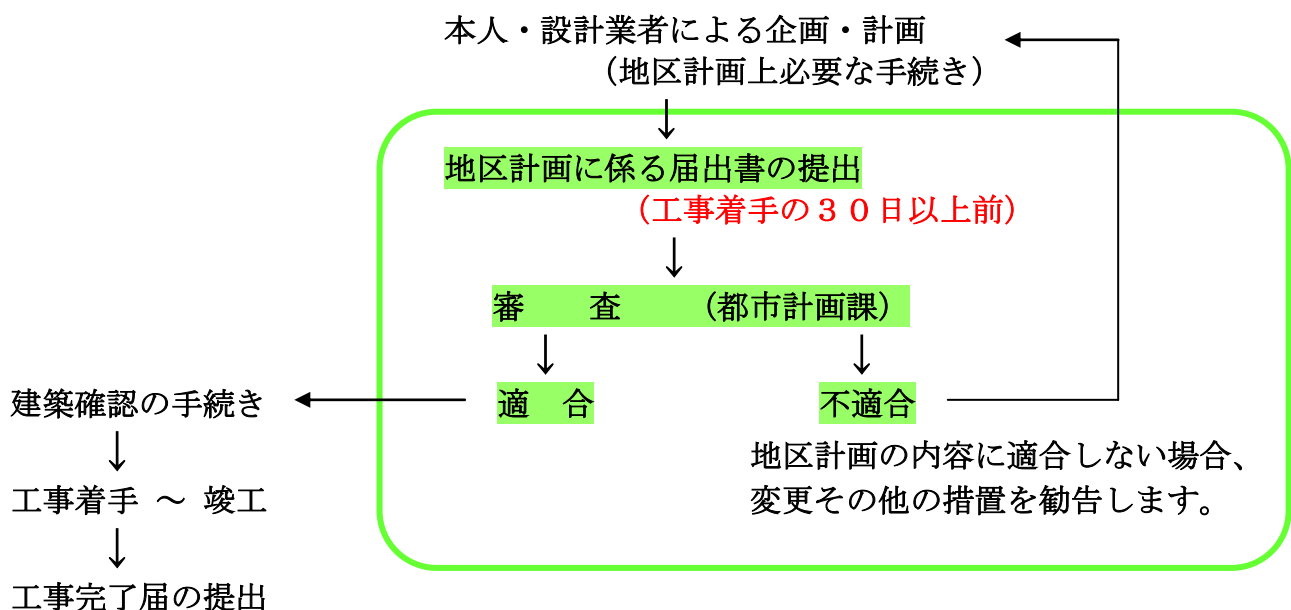 本人・設計業者による企画・計画
（地区計画上必要な手続き）
地区計画に係る届出書の提出
（工事着手の３０日以上前）
審　　査　　（都市計画課）
適　合
不適合
地区計画の内容に適合しない場合、
変更その他の措置を勧告します。
建築確認の手続き
工事着手 ～ 竣工
工事完了届の提出